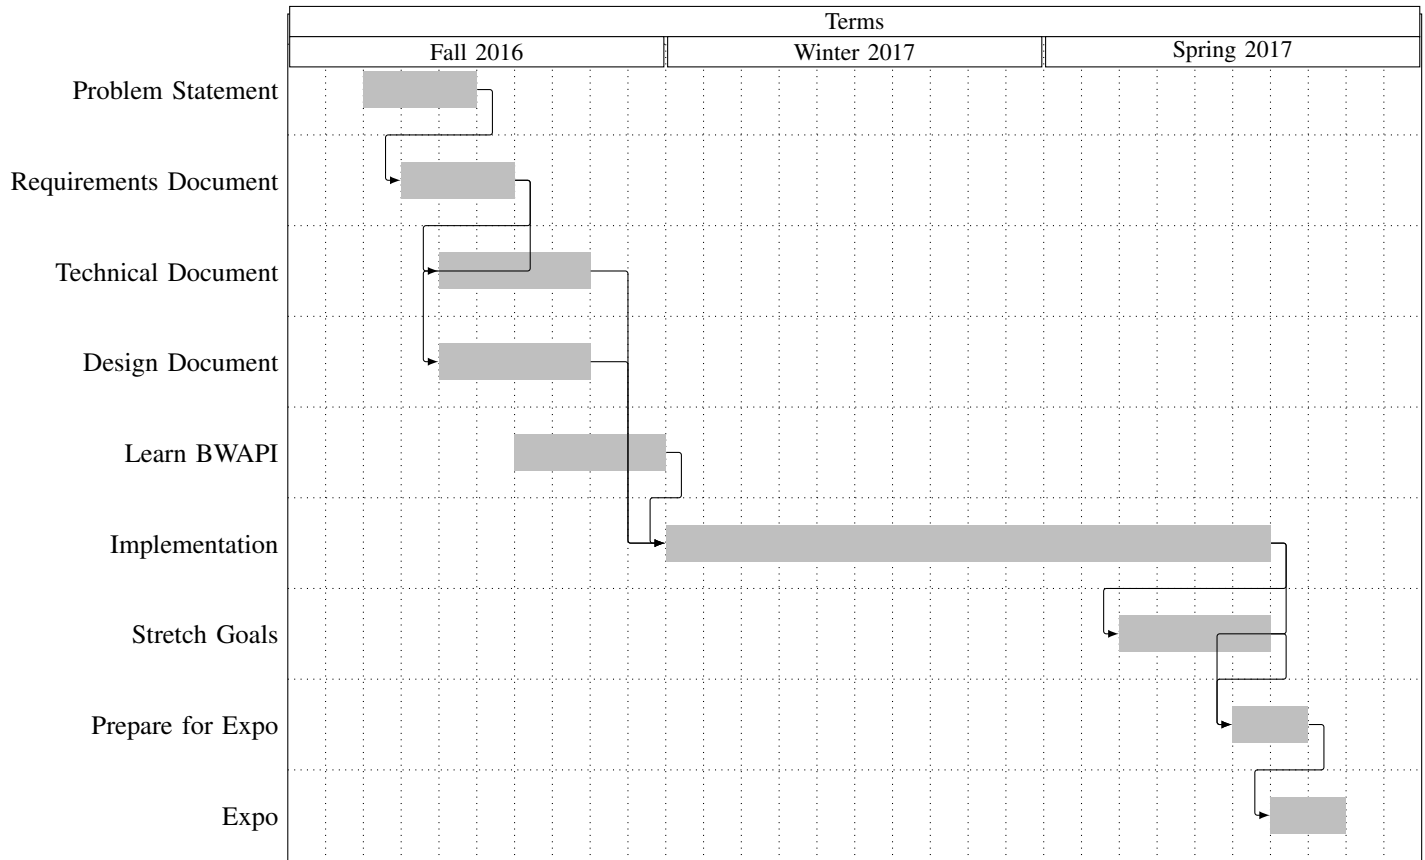 Terms
Fall 2016 Winter 2017 Spring 2017
Problem Statement
Requirements Document
Technical Document
Design Document
Learn BWAPI
Implementation
Stretch Goals
Prepare for Expo
Expo